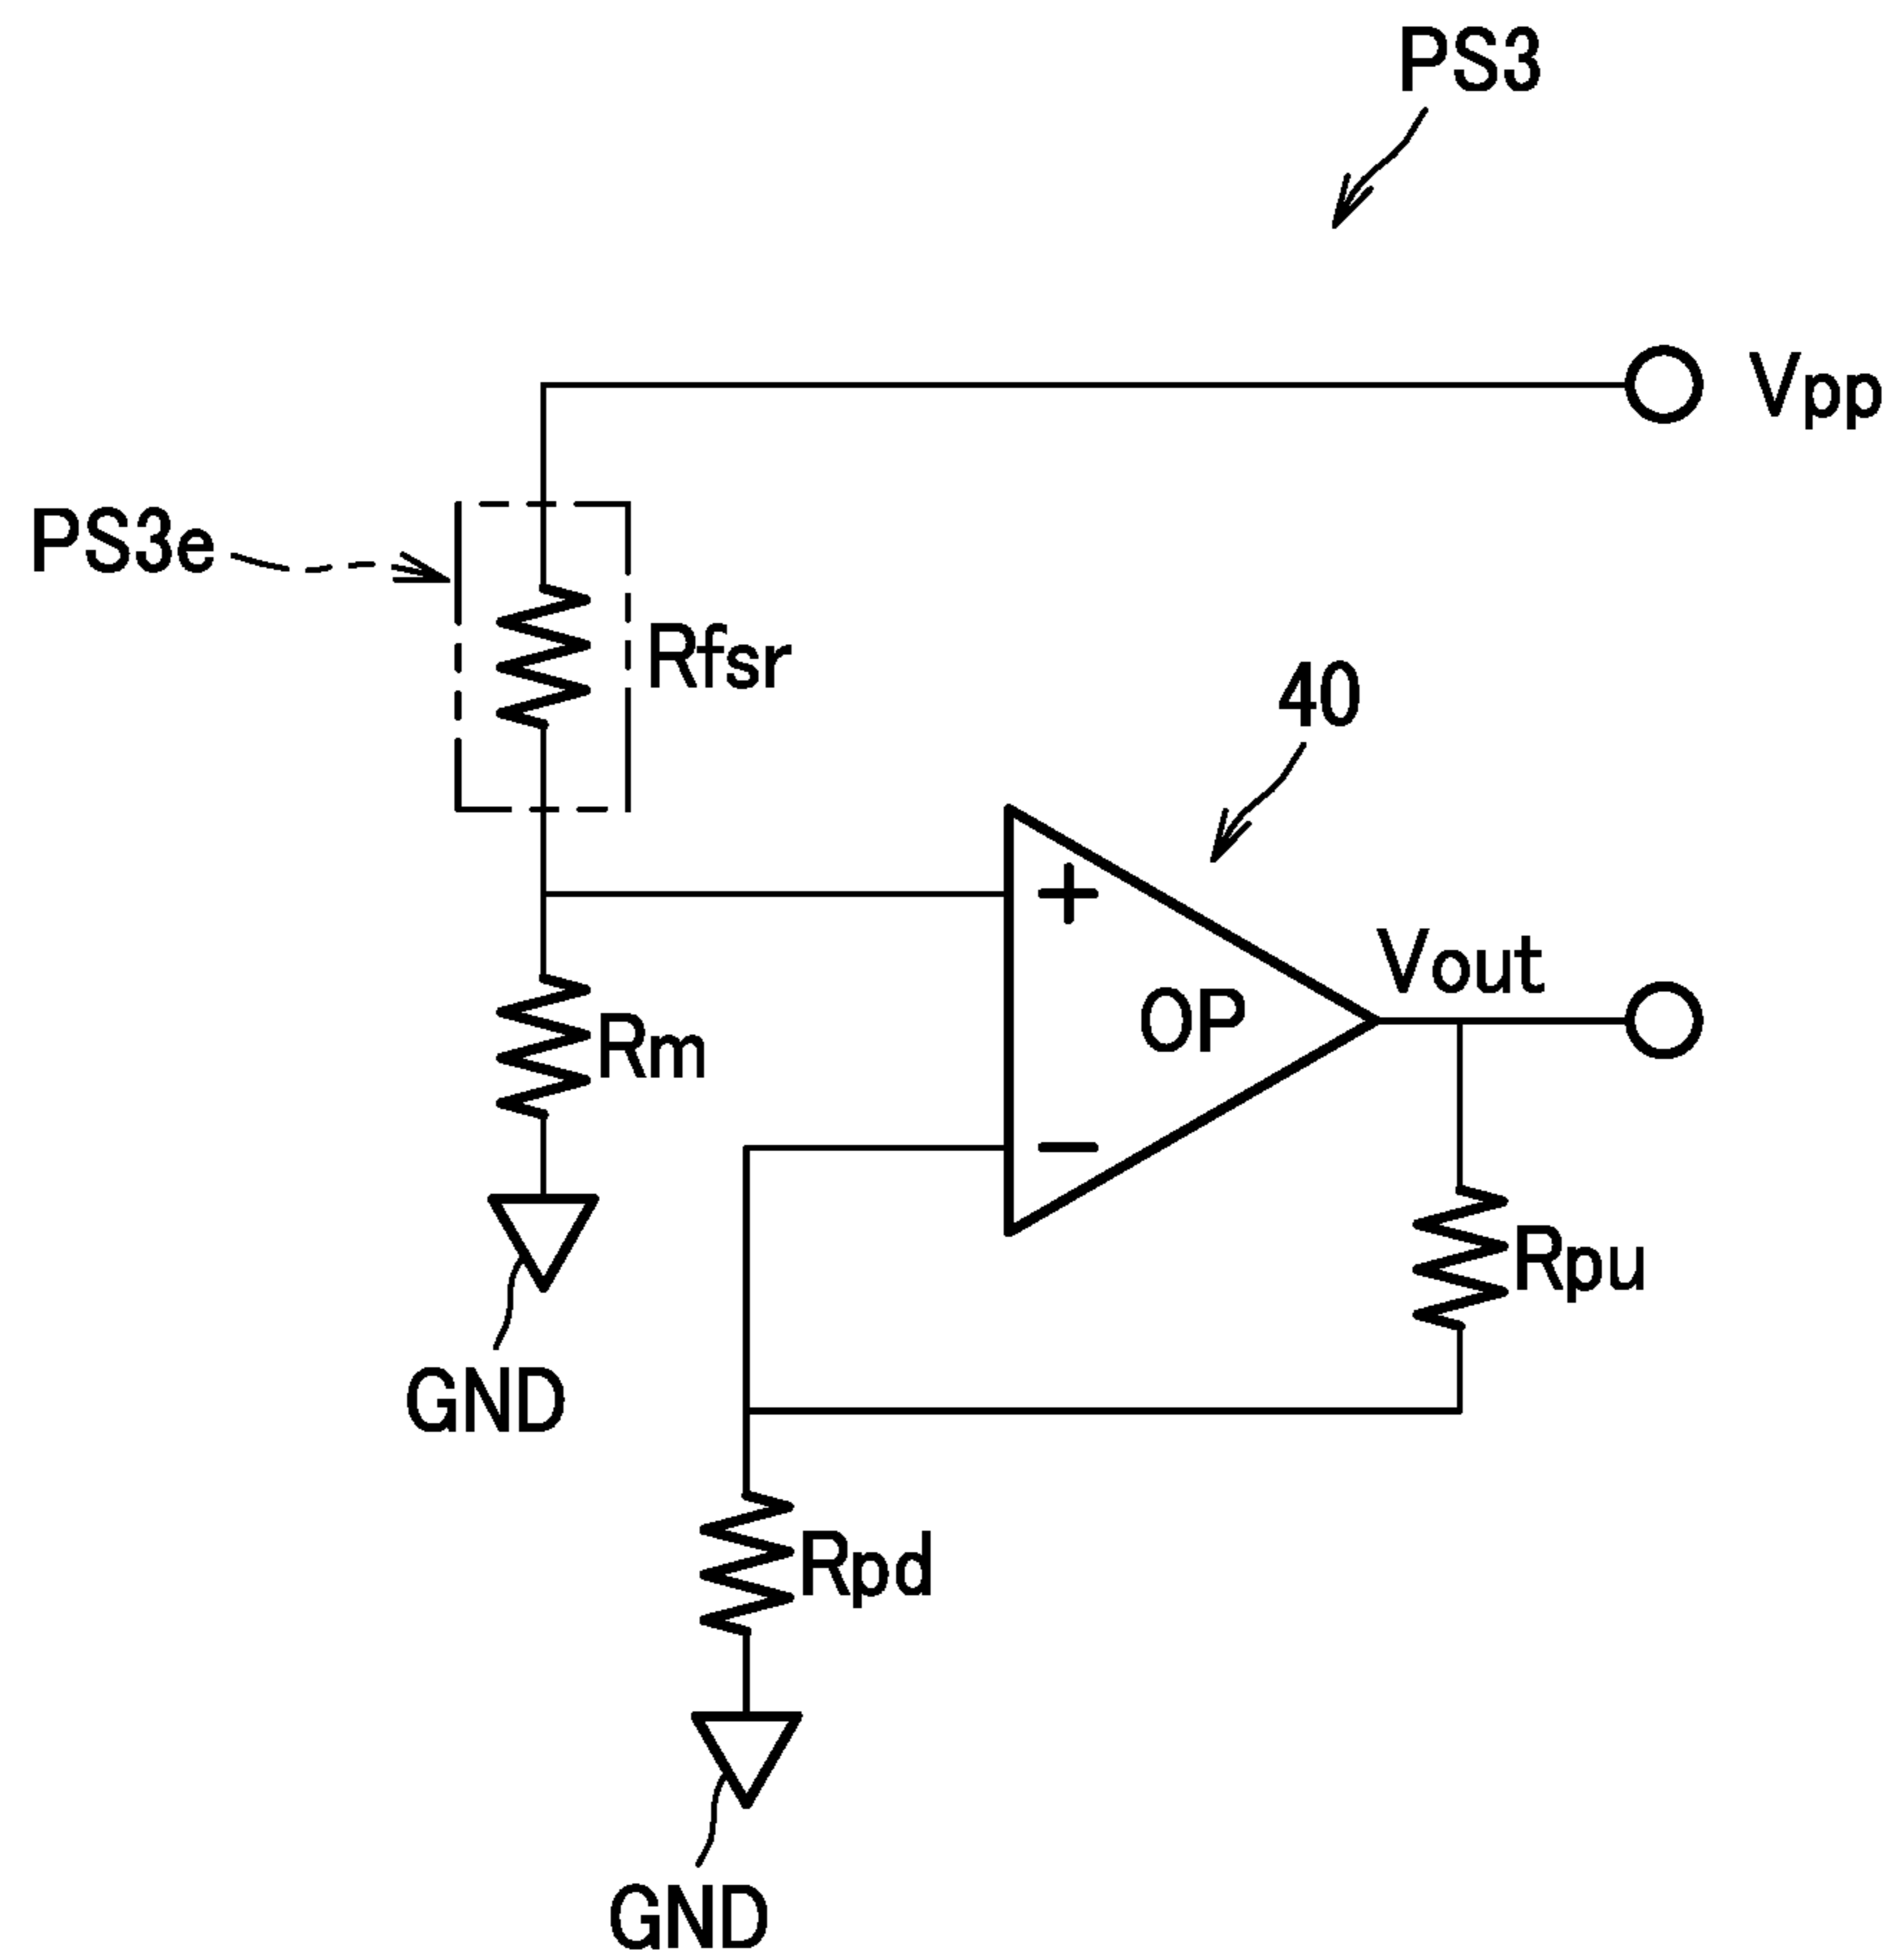 PS3
Vpp
PS3e
Rfsr
40
+
Vout
OP
Rm
−
Rpu
GND
Rpd
GND